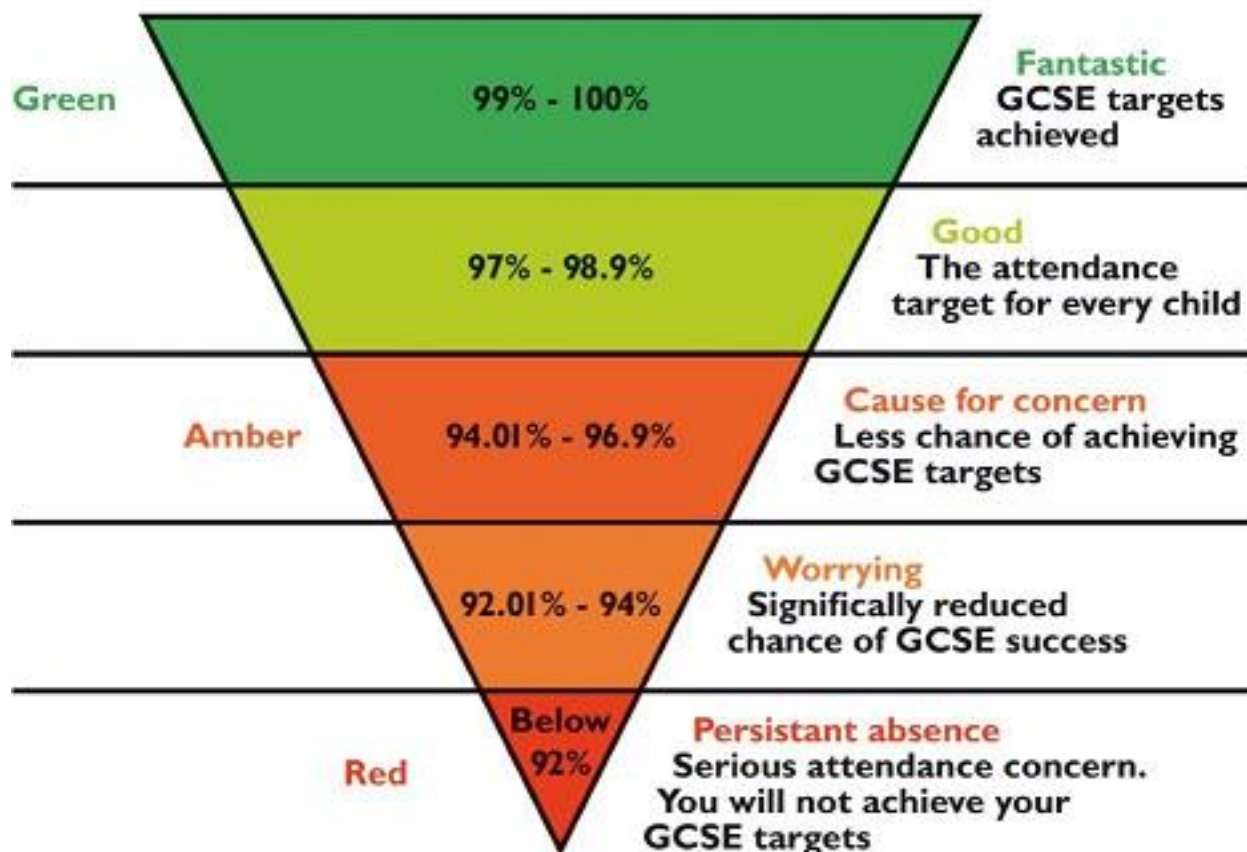 Green
99% - 100%
Fantastic
GCSE targets
achieved
97% - 98.9%
Good
The attendance
target for every child
Amber
94.01% - 96.9%
Cause for concern
Less chance of achieving
GCSE targets
92.01% - 94%
Worrying
Significally reduced
chance of GCSE success
Red
Below
92%
Persistant absence
Serious attendance concern.
You will not achieve your
GCSE targets